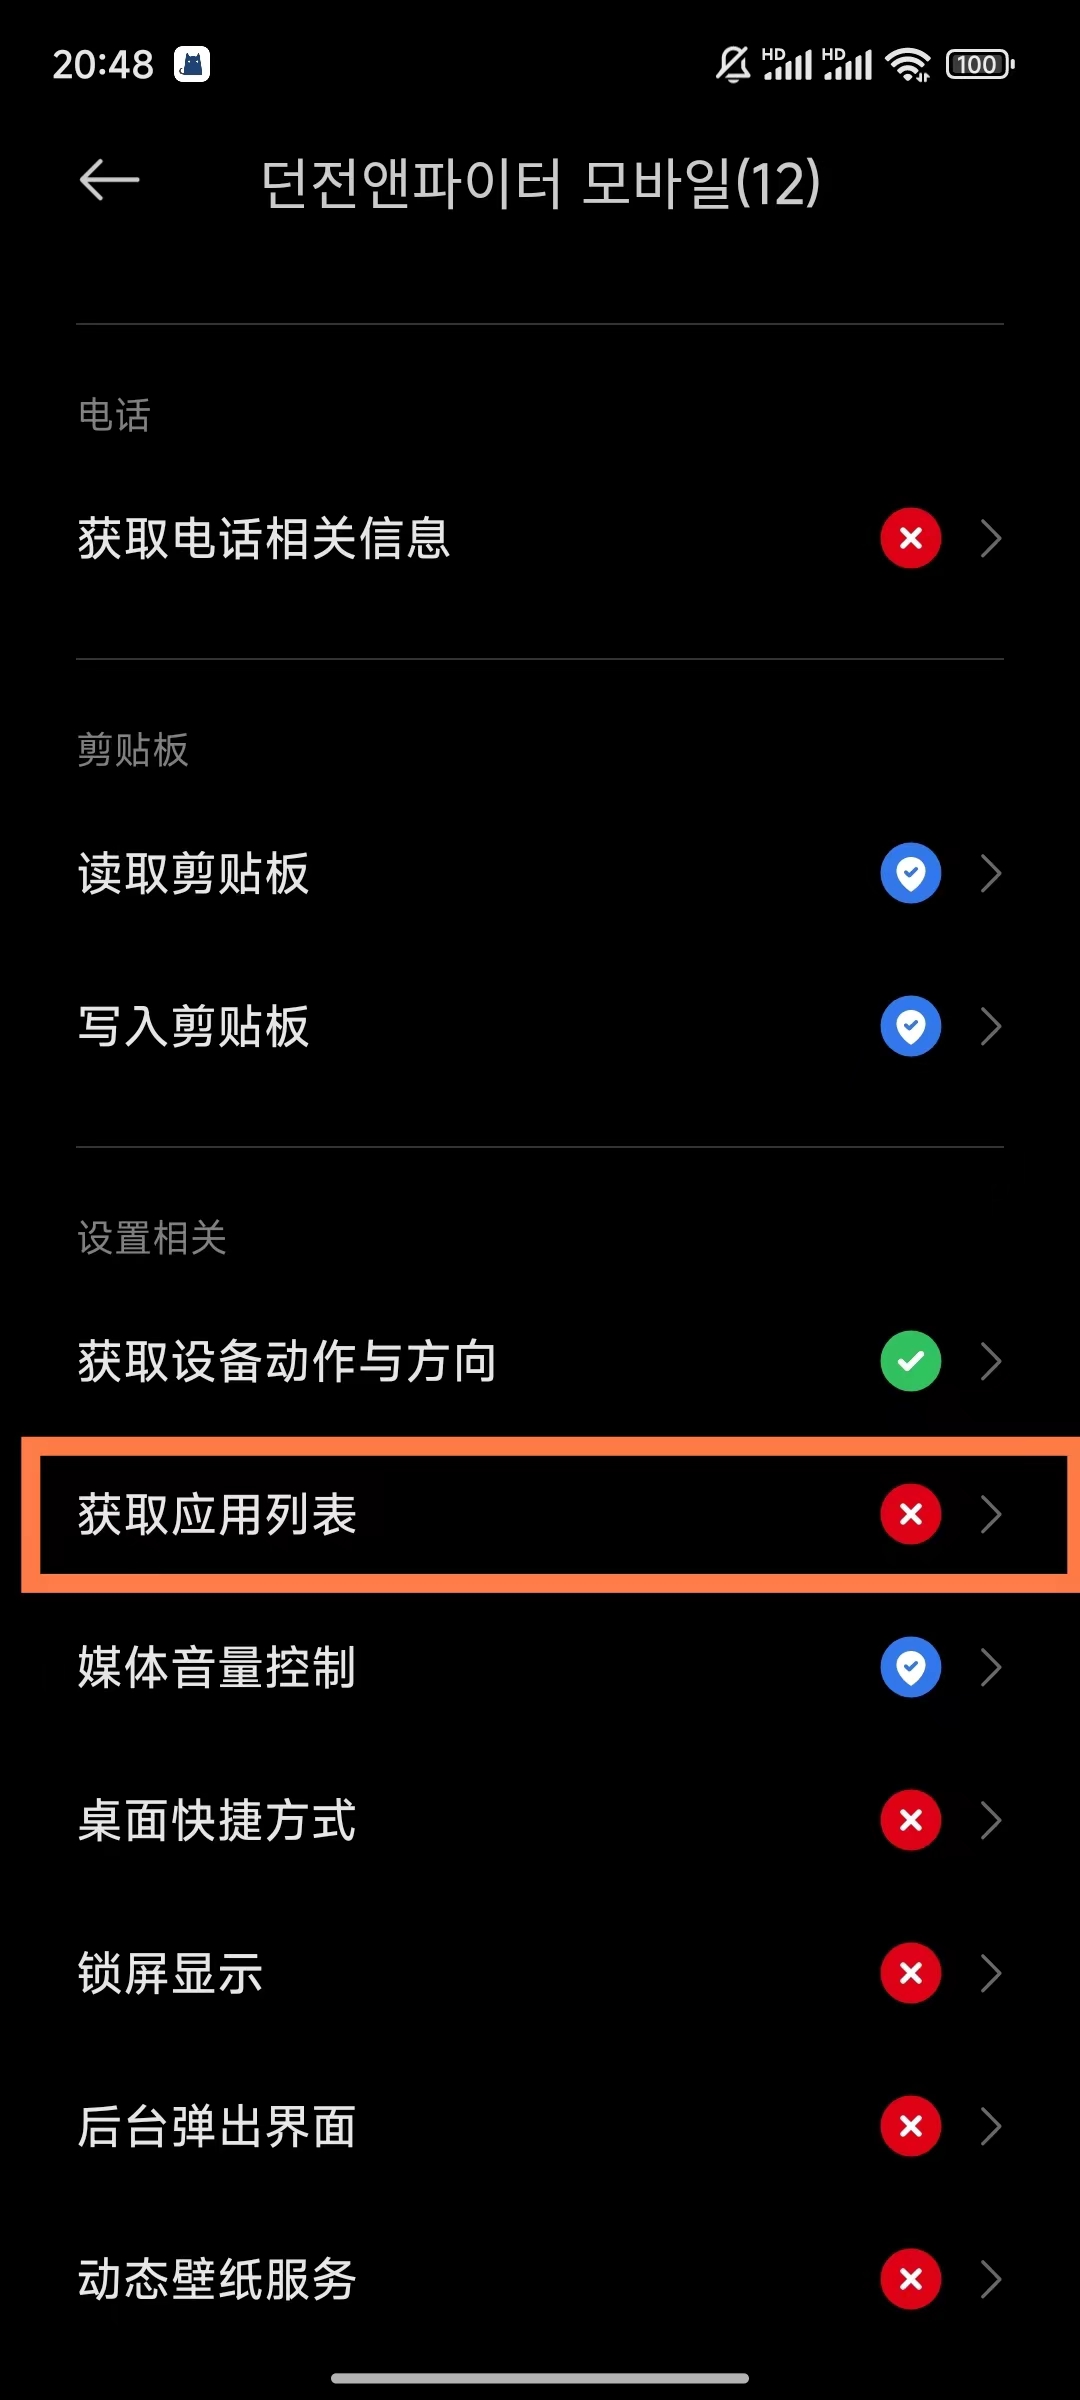 20:48
HD HD 100
던전앤파이터 모바일(12)
电话
获取电话相关信息
剪贴板
读取剪贴板
写入剪贴板
设置相关
获取设备动作与方向
获取应用列表
媒体音量控制
桌面快捷方式
锁屏显示
后台弹出界面
动态壁纸服务